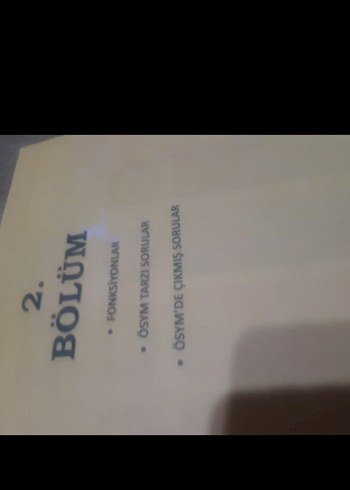 2.
BÖLÜM
• FONKSİYONLAR
• ÖSYM TARZI SORULAR
• ÖSYM'DE ÇIKMIŞ SORULAR